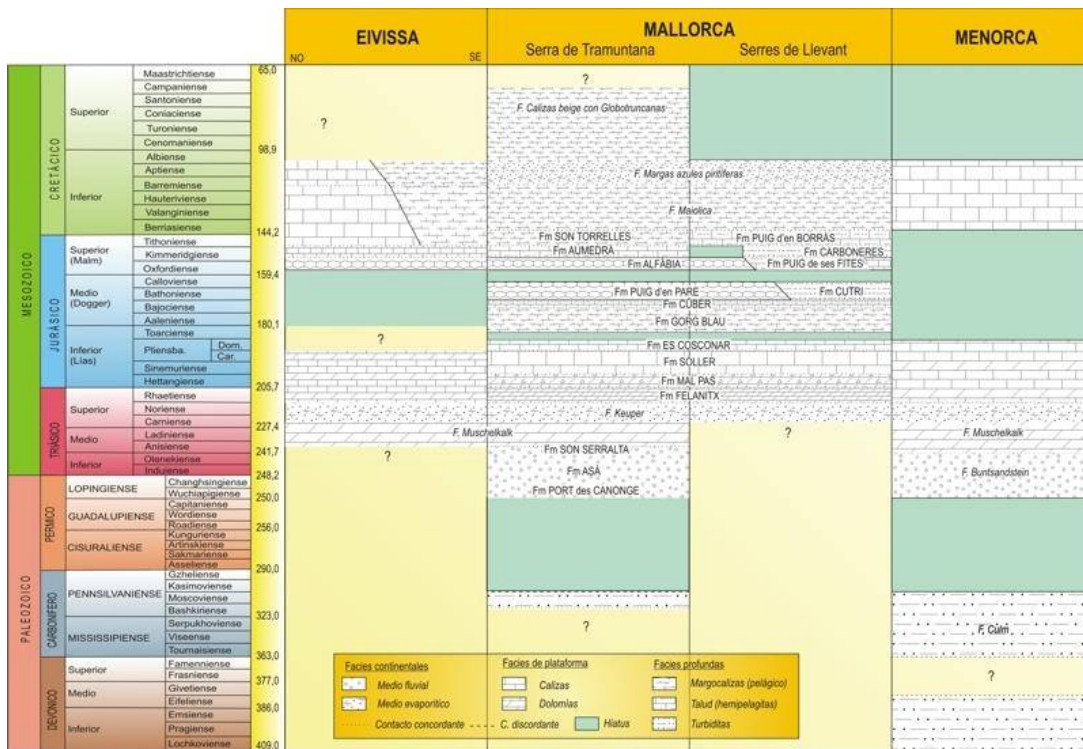 EIVISSA
NO SE
MALLORCA
Serra de Tramuntana Serres de Llevant
MENORCA
MESOZOICO
CRETÁCICO
Superior
Maastrichtiense
Campaniense
Santoniense
Coniaciense
Turoniense
Cenomaniense
Inferior
Albiense
Aptiense
Barremiense
Hauteriviense
Valanginiense
Berriasiense
JURÁSICO
Superior
(Malm)
Tithoniense
Kimmeridgiense
Oxfordiense
Medio
(Dogger)
Calloviense
Bathoniense
Bajociense
Aaleniense
Inferior
(Lías)
Toarciense
Pliensba.
Dom.
Car.
Sinemuriense
Hettangiense
TRIÁSICO
Superior
Rhaetiense
Noriense
Carniense
Medio
Ladiniense
Anisiense
Inferior
Olenekiense
Induiense
PALEOZOICO
PERMICO
LOPINGIENSE
Changhsingiense
Wuchiapigiense
GUADALUPIENSE
Capitaniense
Wordiense
Roadiense
CISURALIENSE
Kunguriense
Artinskiense
Sakmariense
Asseliense
CARBONIFERO
PENNSILVANIENSE
Gzheliense
Kasimoviense
Moscoviense
Bashkiriense
MISSISSIPIENSE
Serpukhoviense
Viseense
Tournaisiense
DEVONICO
Superior
Famenniense
Frasniense
Medio
Givetiense
Eifeliense
Inferior
Emsiense
Pragiense
Lochkoviense
65,0
98,9
144,2
159,4
180,1
205,7
227,4
241,7
248,2
250,0
256,0
290,0
323,0
363,0
377,0
386,0
409,0
?
?
?
?
F. Calizas beige con Globotruncanas
F. Margas azules piritíferas
F. Maiolica
Fm SON TORRELLES
Fm PUIG d'en BORRÀS
Fm AUMEDRÀ
Fm CARBONERES
Fm ALFÀBIA
Fm PUIG de ses FITES
Fm PUIG d'en PARE
Fm CUTRI
Fm CÚBER
Fm GORG BLAU
Fm ES COSCONAR
Fm SÓLLER
Fm MAL PAS
Fm FELANITX
F. Keuper
F. Muschelkalk
?
F. Muschelkalk
Fm SON SERRALTA
Fm ASÁ
Fm PORT des CANONGE
F. Buntsandstein
?
F. Culm
?
Facies continentales
Medio fluvial
Medio evaporítico
Facies de plataforma
Calizas
Dolomías
Facies profundas
Margocalizas (pelágico)
Talud (hemipelagitas)
Turbiditas
Contacto concordante
C. discordante
Hiatus